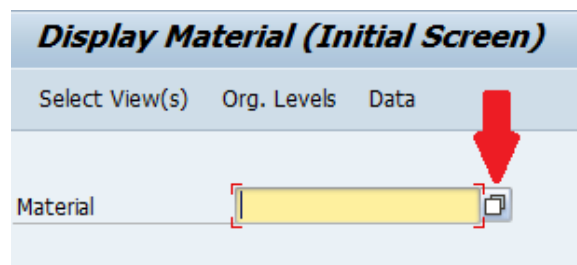 Display Material (Initial Screen)
Select View(s) Org. Levels Data
Material